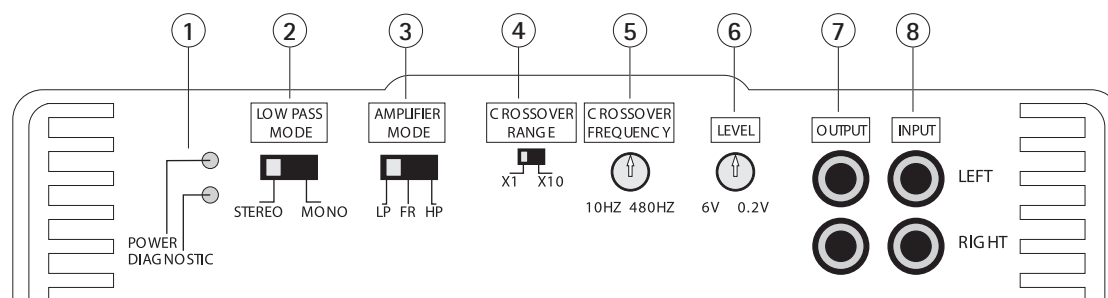 1 2 3 4 5 6 7 8
LOW PASS
MODE
AMPLIFIER
MODE
CROSSOVER
RANGE
CROSSOVER
FREQUENCY
LEVEL
OUTPUT
INPUT
LEFT
X1 X10
STEREO MONO
LP FR HP
10HZ 480HZ
6V 0.2V
RIGHT
POWER
DIAGNOSTIC